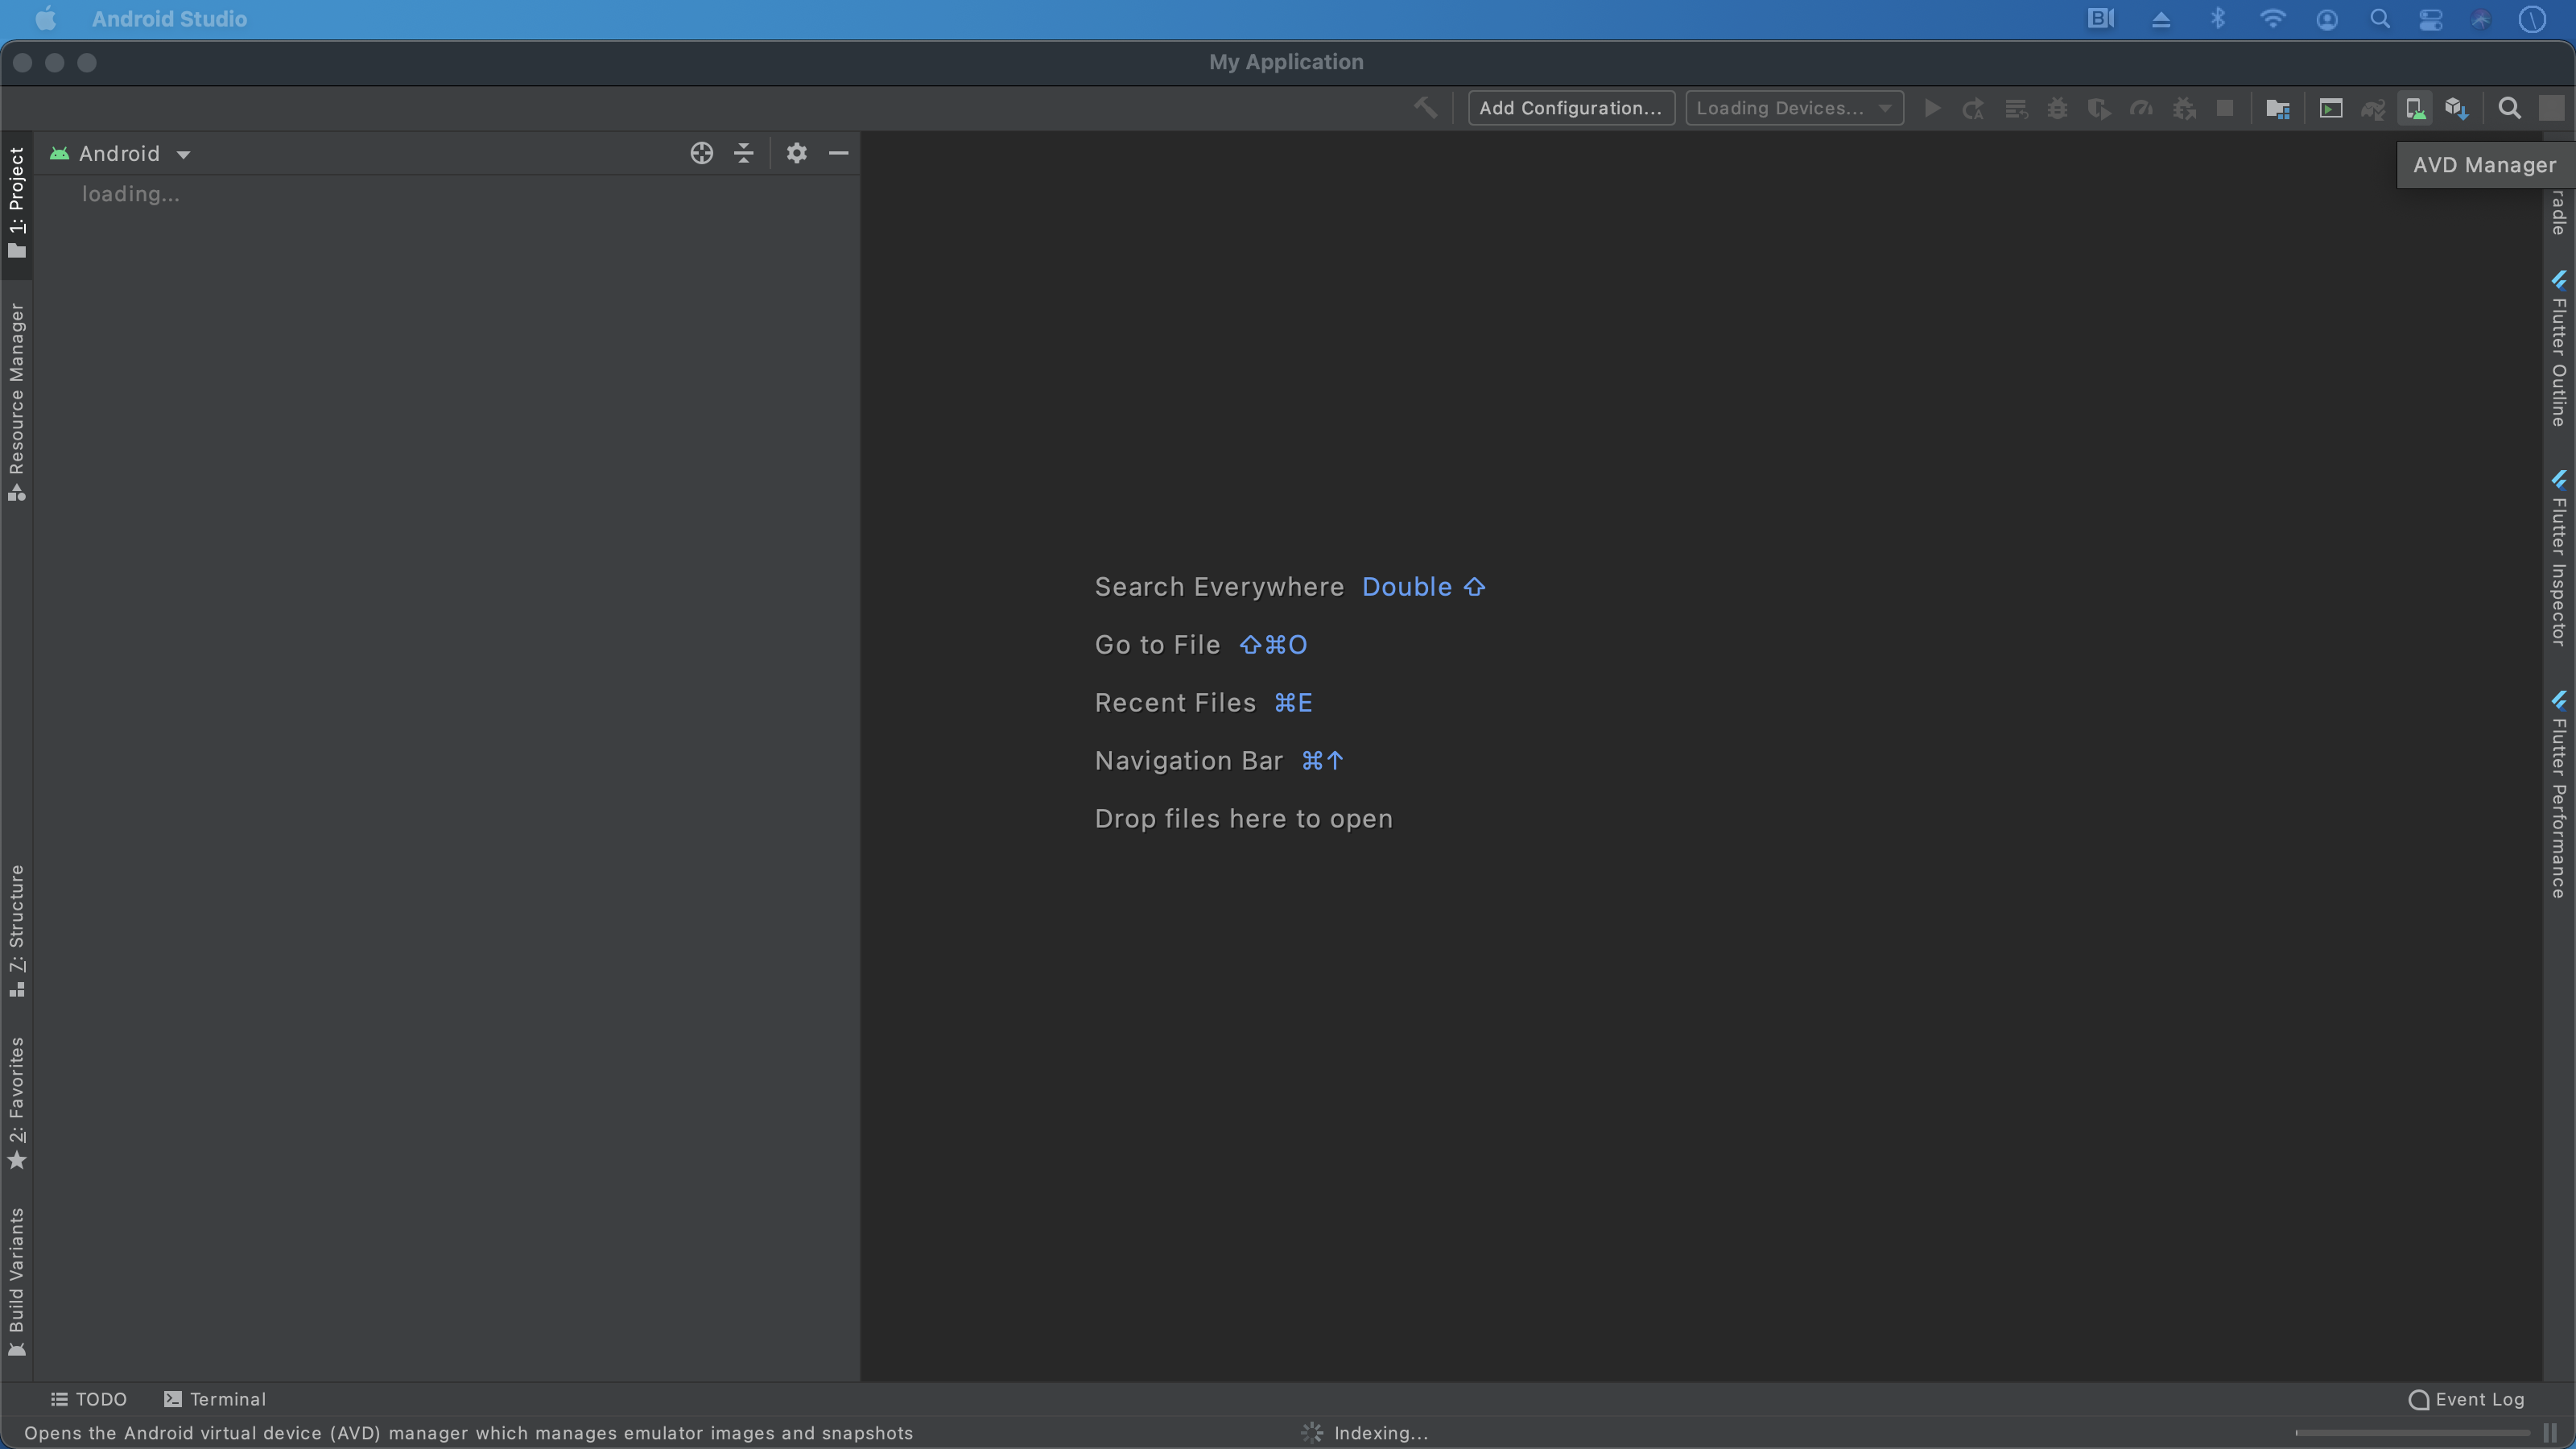 Android Studio
My Application
Add Configuration...
Loading Devices...
Android
AVD Manager
loading...
1: Project
Resource Manager
7: Structure
2: Favorites
Build Variants
Search Everywhere Double ⇧
Go to File ⇧⌘O
Recent Files ⌘E
Navigation Bar ⌘↑
Drop files here to open
radle
Flutter Outline
Flutter Inspector
Flutter Performance
TODO
Terminal
Event Log
Opens the Android virtual device (AVD) manager which manages emulator images and snapshots
Indexing...